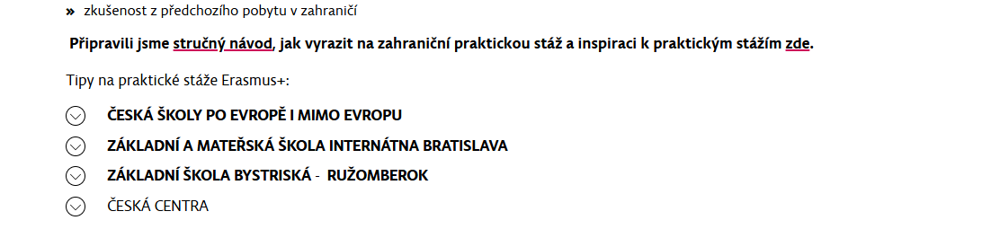 » zkušenost z předchozího pobytu v zahraničí
Připravili jsme stručný návod, jak vyrazit na zahraniční praktickou stáž a inspiraci k praktickým stážím zde.
Tipy na praktické stáže Erasmus+:
ČESKÁ ŠKOLY PO EVROPĚ I MIMO EVROPU
ZÁKLADNÍ A MATEŘSKÁ ŠKOLA INTERNÁTNA BRATISLAVA
ZÁKLADNÍ ŠKOLA BYSTRISKÁ - RUŽOMBEROK
ČESKÁ CENTRA